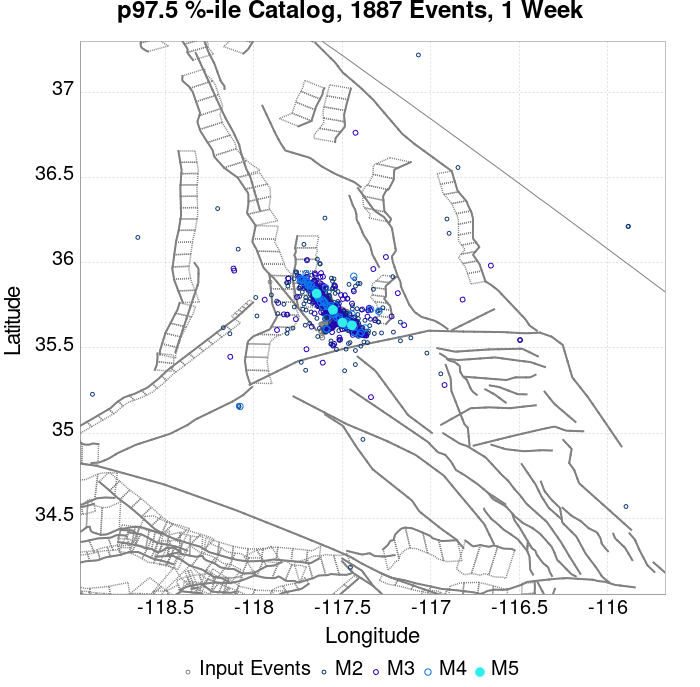 p97.5 %-ile Catalog, 1887 Events, 1 Week
37
36.5
36
35.5
35
34.5
Latitude
-118.5 -118 -117.5 -117 -116.5 -116
Longitude
Input Events M2 M3 M4 M5